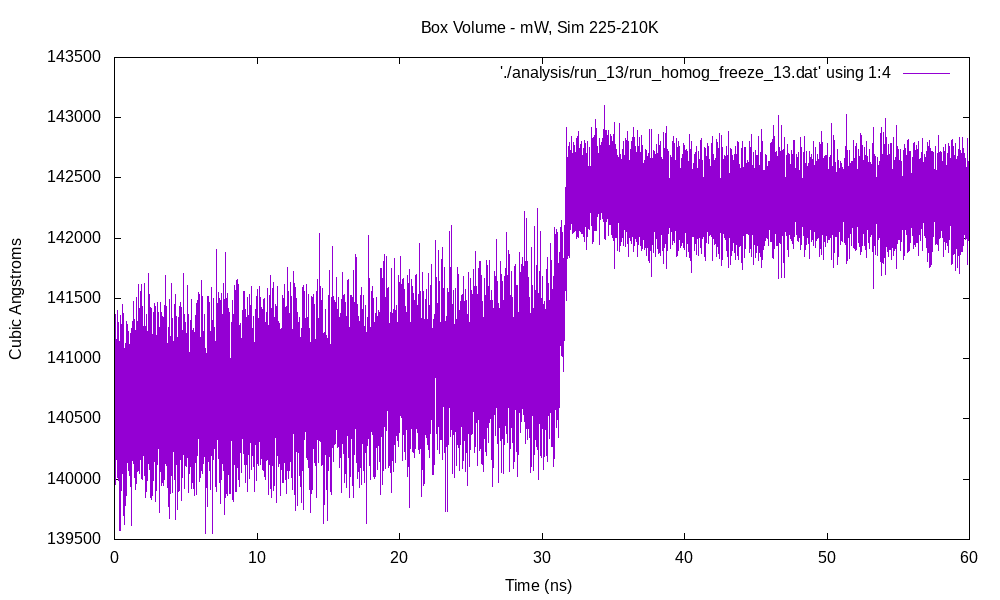 Box Volume - mW, Sim 225-210K
'./analysis/run_13/run_homog_freeze_13.dat' using 1:4
143500
143000
142500
142000
141500
141000
140500
140000
139500
Cubic Angstroms
0 10 20 30 40 50 60
Time (ns)